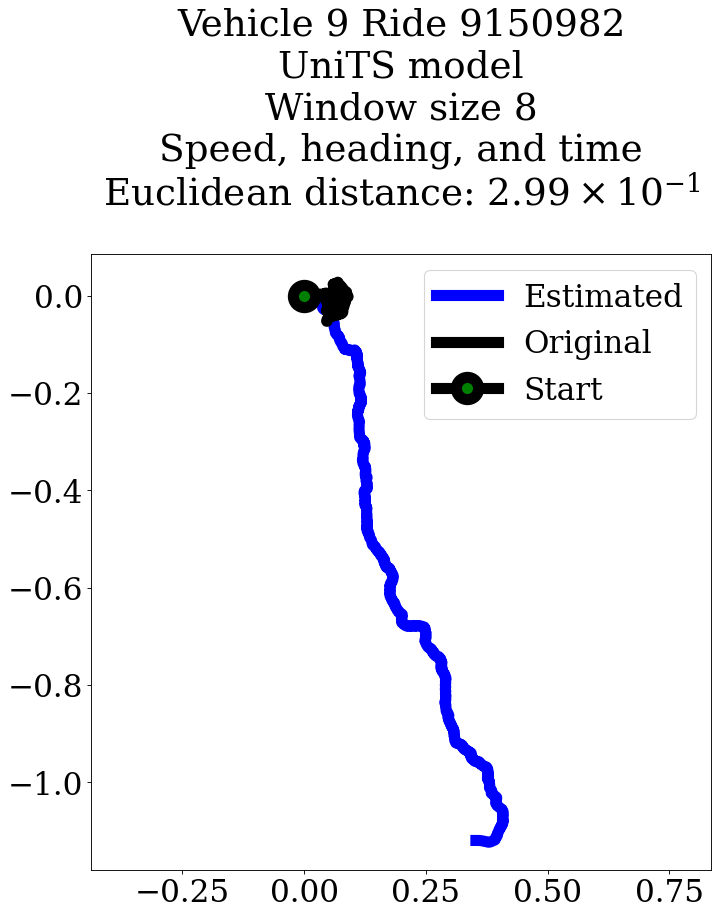 Vehicle 9 Ride 9150982
UniTS model
Window size 8
Speed, heading, and time
Euclidean distance: 2.99 × 10⁻¹
Estimated
Original
Start
0.0
−0.2
−0.4
−0.6
−0.8
−1.0
−0.25 0.00 0.25 0.50 0.75